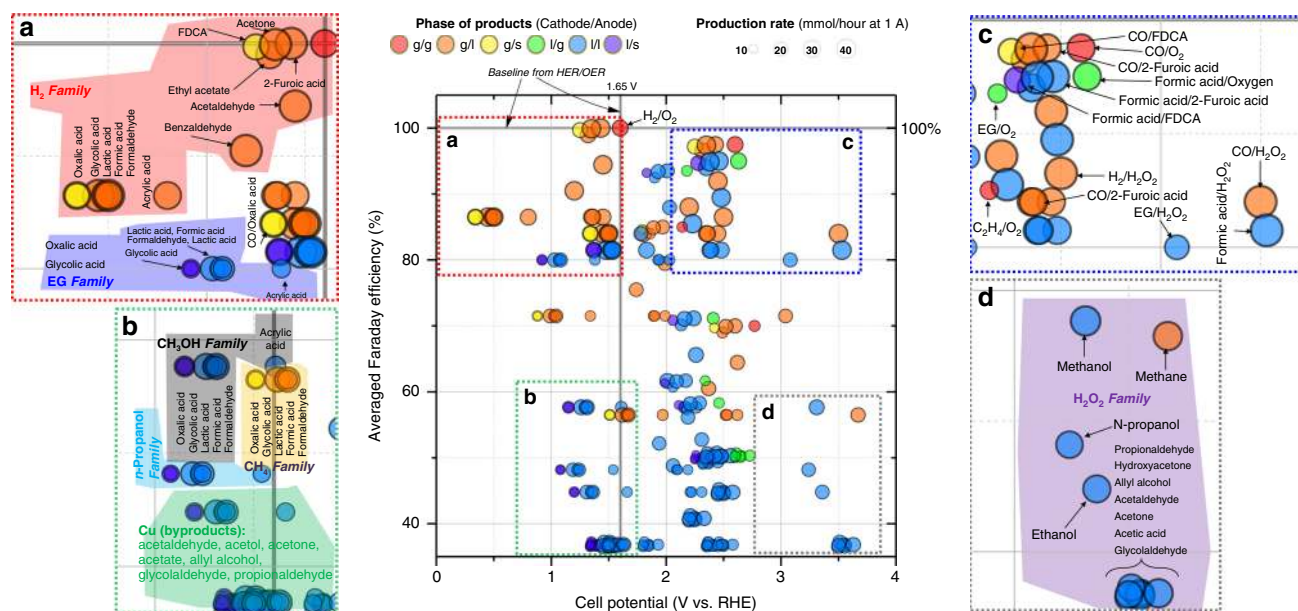 Phase of products (Cathode/Anode)
g/g g/l g/s l/g l/l l/s
Production rate (mmol/hour at 1 A)
10 20 30 40
Baseline from HER/OER
1.65 V
H₂/O₂
100%
a
b
c
d
Averaged Faraday efficiency (%)
100
80
60
40
0 1 2 3 4
Cell potential (V vs. RHE)
a
FDCA
Acetone
Ethyl acetate
2-Furoic acid
Acetaldehyde
H₂ Family
Benzaldehyde
Oxalic acid
Glycolic acid
Lactic acid
Formic acid
Formaldehyde
Acrylic acid
CO/Oxalic acid
Lactic acid, Formic acid
Formaldehyde, Lactic acid
Oxalic acid
Glycolic acid
Glycolic acid
EG Family
Acrylic acid
b
CH₃OH Family
Acrylic
acid
Oxalic acid
Glycolic acid
Lactic acid
Formic acid
Formaldehyde
Oxalic acid
Glycolic acid
Lactic acid
Formic acid
Formaldehyde
n-Propanol
Family
CH₄ Family
Cu (byproducts):
acetaldehyde, acetol, acetone,
acetate, allyl alcohol,
glycolaldehyde, propionaldehyde
c
CO/FDCA
CO/O₂
CO/2-Furoic acid
Formic acid/Oxygen
Formic acid/2-Furoic acid
Formic acid/FDCA
EG/O₂
H₂/H₂O₂
CO/2-Furoic acid
C₂H₄/O₂
EG/H₂O₂
Formic acid/H₂O₂
CO/H₂O₂
d
Methanol
Methane
H₂O₂ Family
N-propanol
Propionaldehyde
Hydroxyacetone
Allyl alcohol
Acetaldehyde
Acetone
Acetic acid
Glycolaldehyde
Ethanol